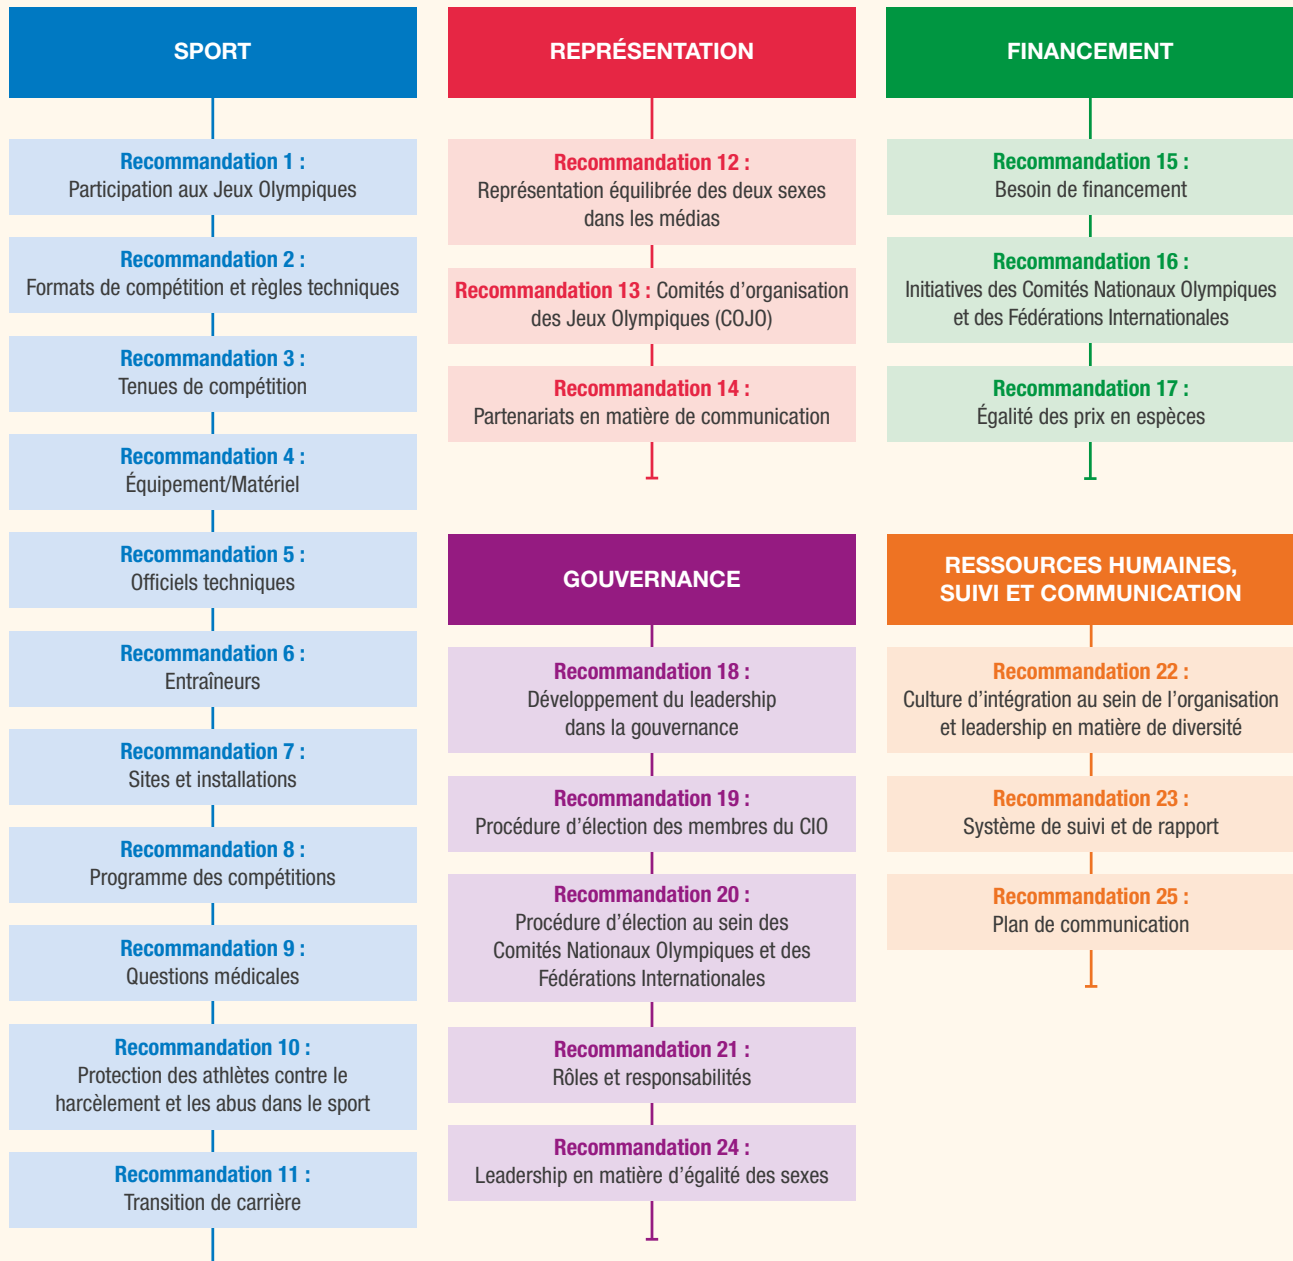 SPORT
Recommandation 1 :
Participation aux Jeux Olympiques
Recommandation 2 :
Formats de compétition et règles techniques
Recommandation 3 :
Tenues de compétition
Recommandation 4 :
Équipement/Matériel
Recommandation 5 :
Officiels techniques
Recommandation 6 :
Entraîneurs
Recommandation 7 :
Sites et installations
Recommandation 8 :
Programme des compétitions
Recommandation 9 :
Questions médicales
Recommandation 10 :
Protection des athlètes contre le
harcèlement et les abus dans le sport
Recommandation 11 :
Transition de carrière
REPRÉSENTATION
Recommandation 12 :
Représentation équilibrée des deux sexes
dans les médias
Recommandation 13 : Comités d’organisation
des Jeux Olympiques (COJO)
Recommandation 14 :
Partenariats en matière de communication
FINANCEMENT
Recommandation 15 :
Besoin de financement
Recommandation 16 :
Initiatives des Comités Nationaux Olympiques
et des Fédérations Internationales
Recommandation 17 :
Égalité des prix en espèces
GOUVERNANCE
Recommandation 18 :
Développement du leadership
dans la gouvernance
Recommandation 19 :
Procédure d’élection des membres du CIO
Recommandation 20 :
Procédure d’élection au sein des
Comités Nationaux Olympiques et des
Fédérations Internationales
Recommandation 21 :
Rôles et responsabilités
Recommandation 24 :
Leadership en matière d’égalité des sexes
RESSOURCES HUMAINES,
SUIVI ET COMMUNICATION
Recommandation 22 :
Culture d’intégration au sein de l’organisation
et leadership en matière de diversité
Recommandation 23 :
Système de suivi et de rapport
Recommandation 25 :
Plan de communication